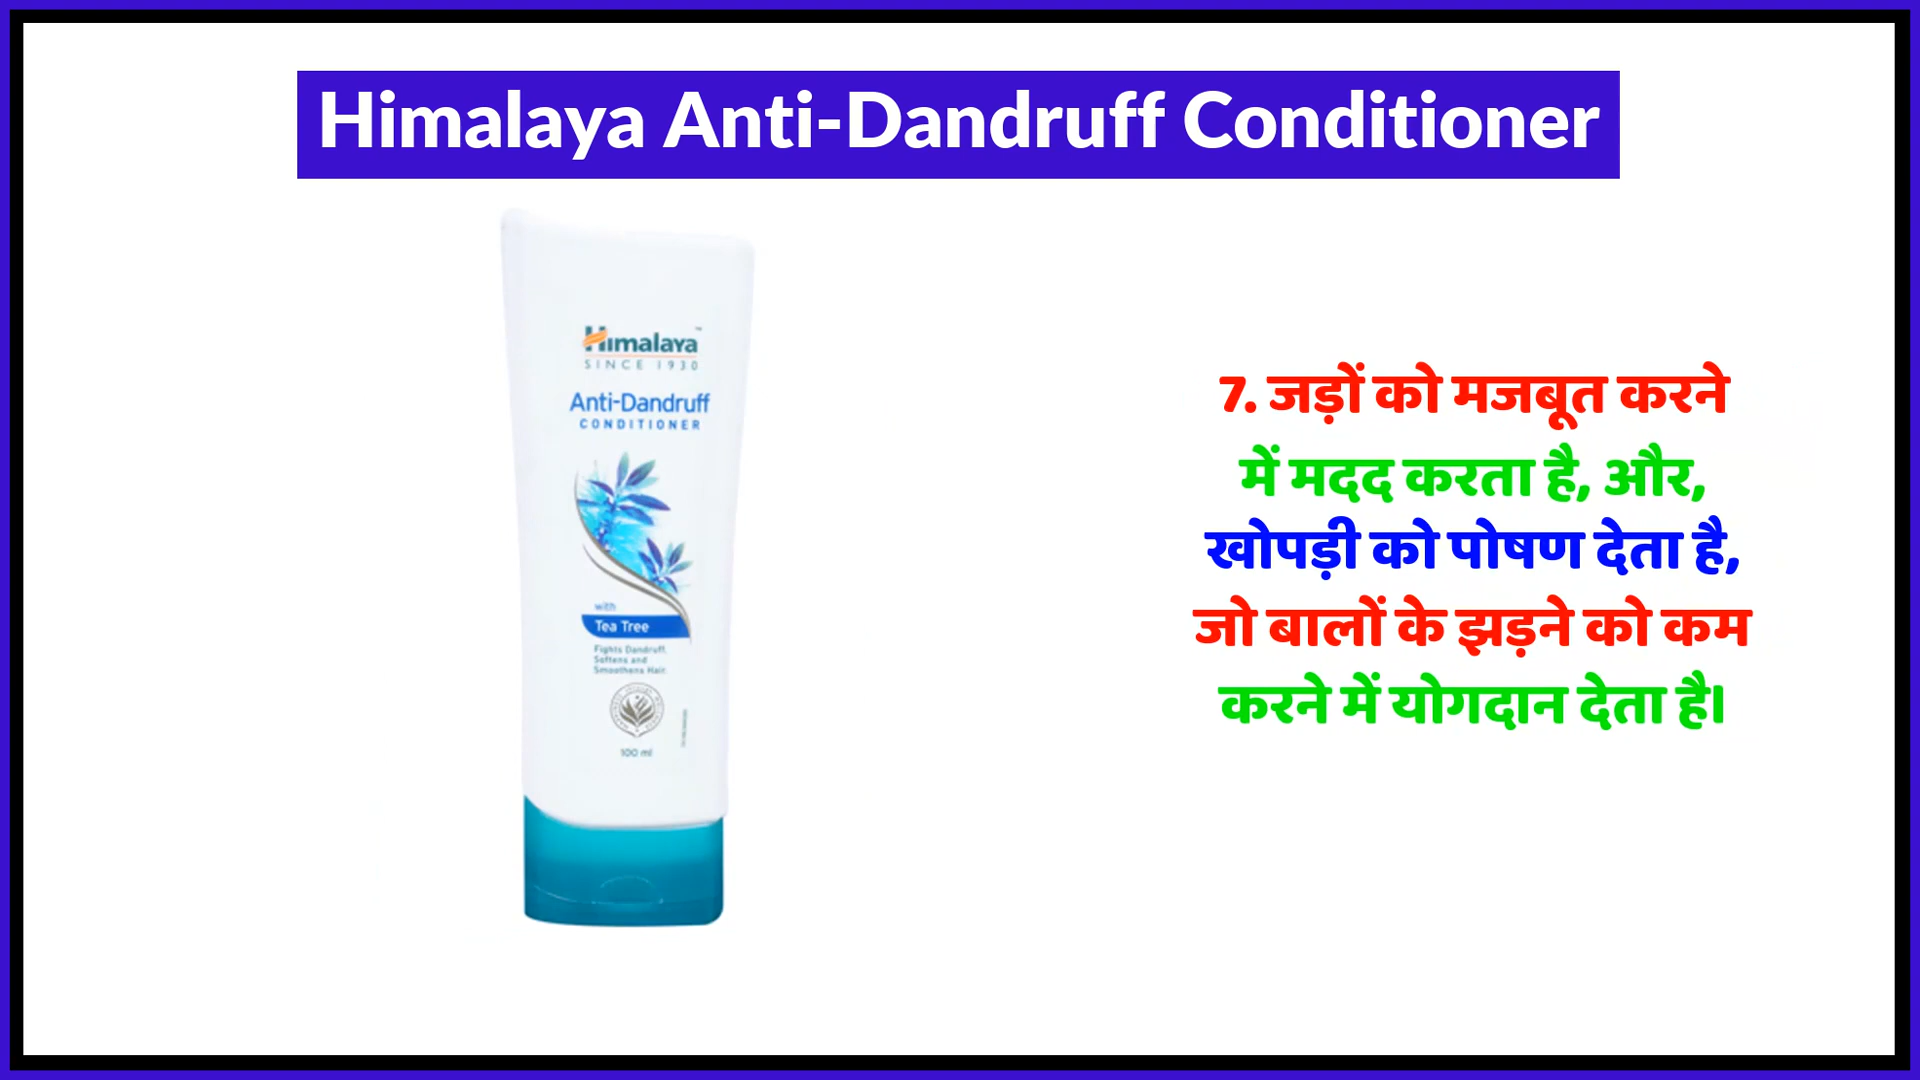 Himalaya Anti-Dandruff Conditioner
Himalaya™
SINCE 1930
Anti-Dandruff
CONDITIONER
with
Tea Tree
Fights Dandruff,
Softens and
Smoothens Hair.
100 ml
7. जड़ों को मजबूत करने
में मदद करता है, और,
खोपड़ी को पोषण देता है,
जो बालों के झड़ने को कम
करने में योगदान देता है।